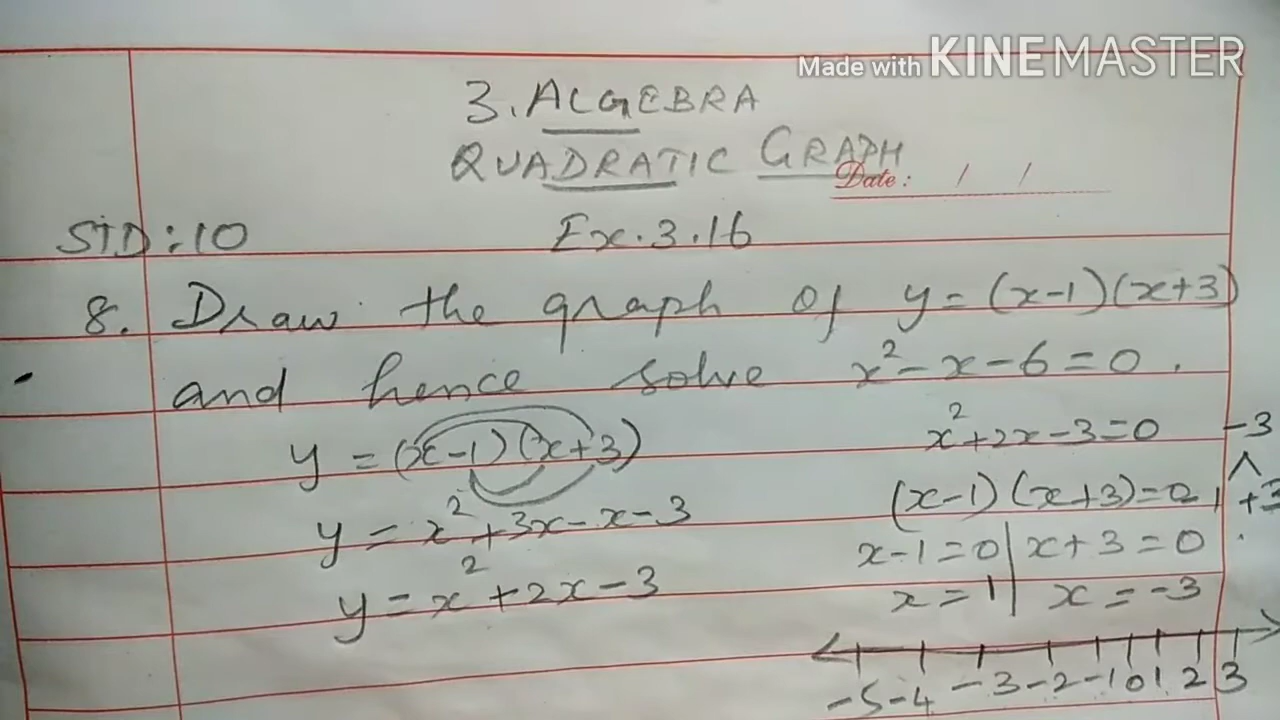 Made with KINEMASTER
3. ALGEBRA
QUADRATIC GRAPH
Date: / /
STD: 10 Ex. 3.16
8. Draw the graph of y = (x-1)(x+3)
and hence solve x² - x - 6 = 0.
y = (x-1)(x+3)
y = x² + 3x - x - 3
y = x² + 2x - 3
x² + 2x - 3 = 0
(x-1)(x+3) = 0
x-1 = 0 | x+3 = 0
x = 1 | x = -3
-3
+3
-5 -4 -3 -2 -1 0 1 2 3